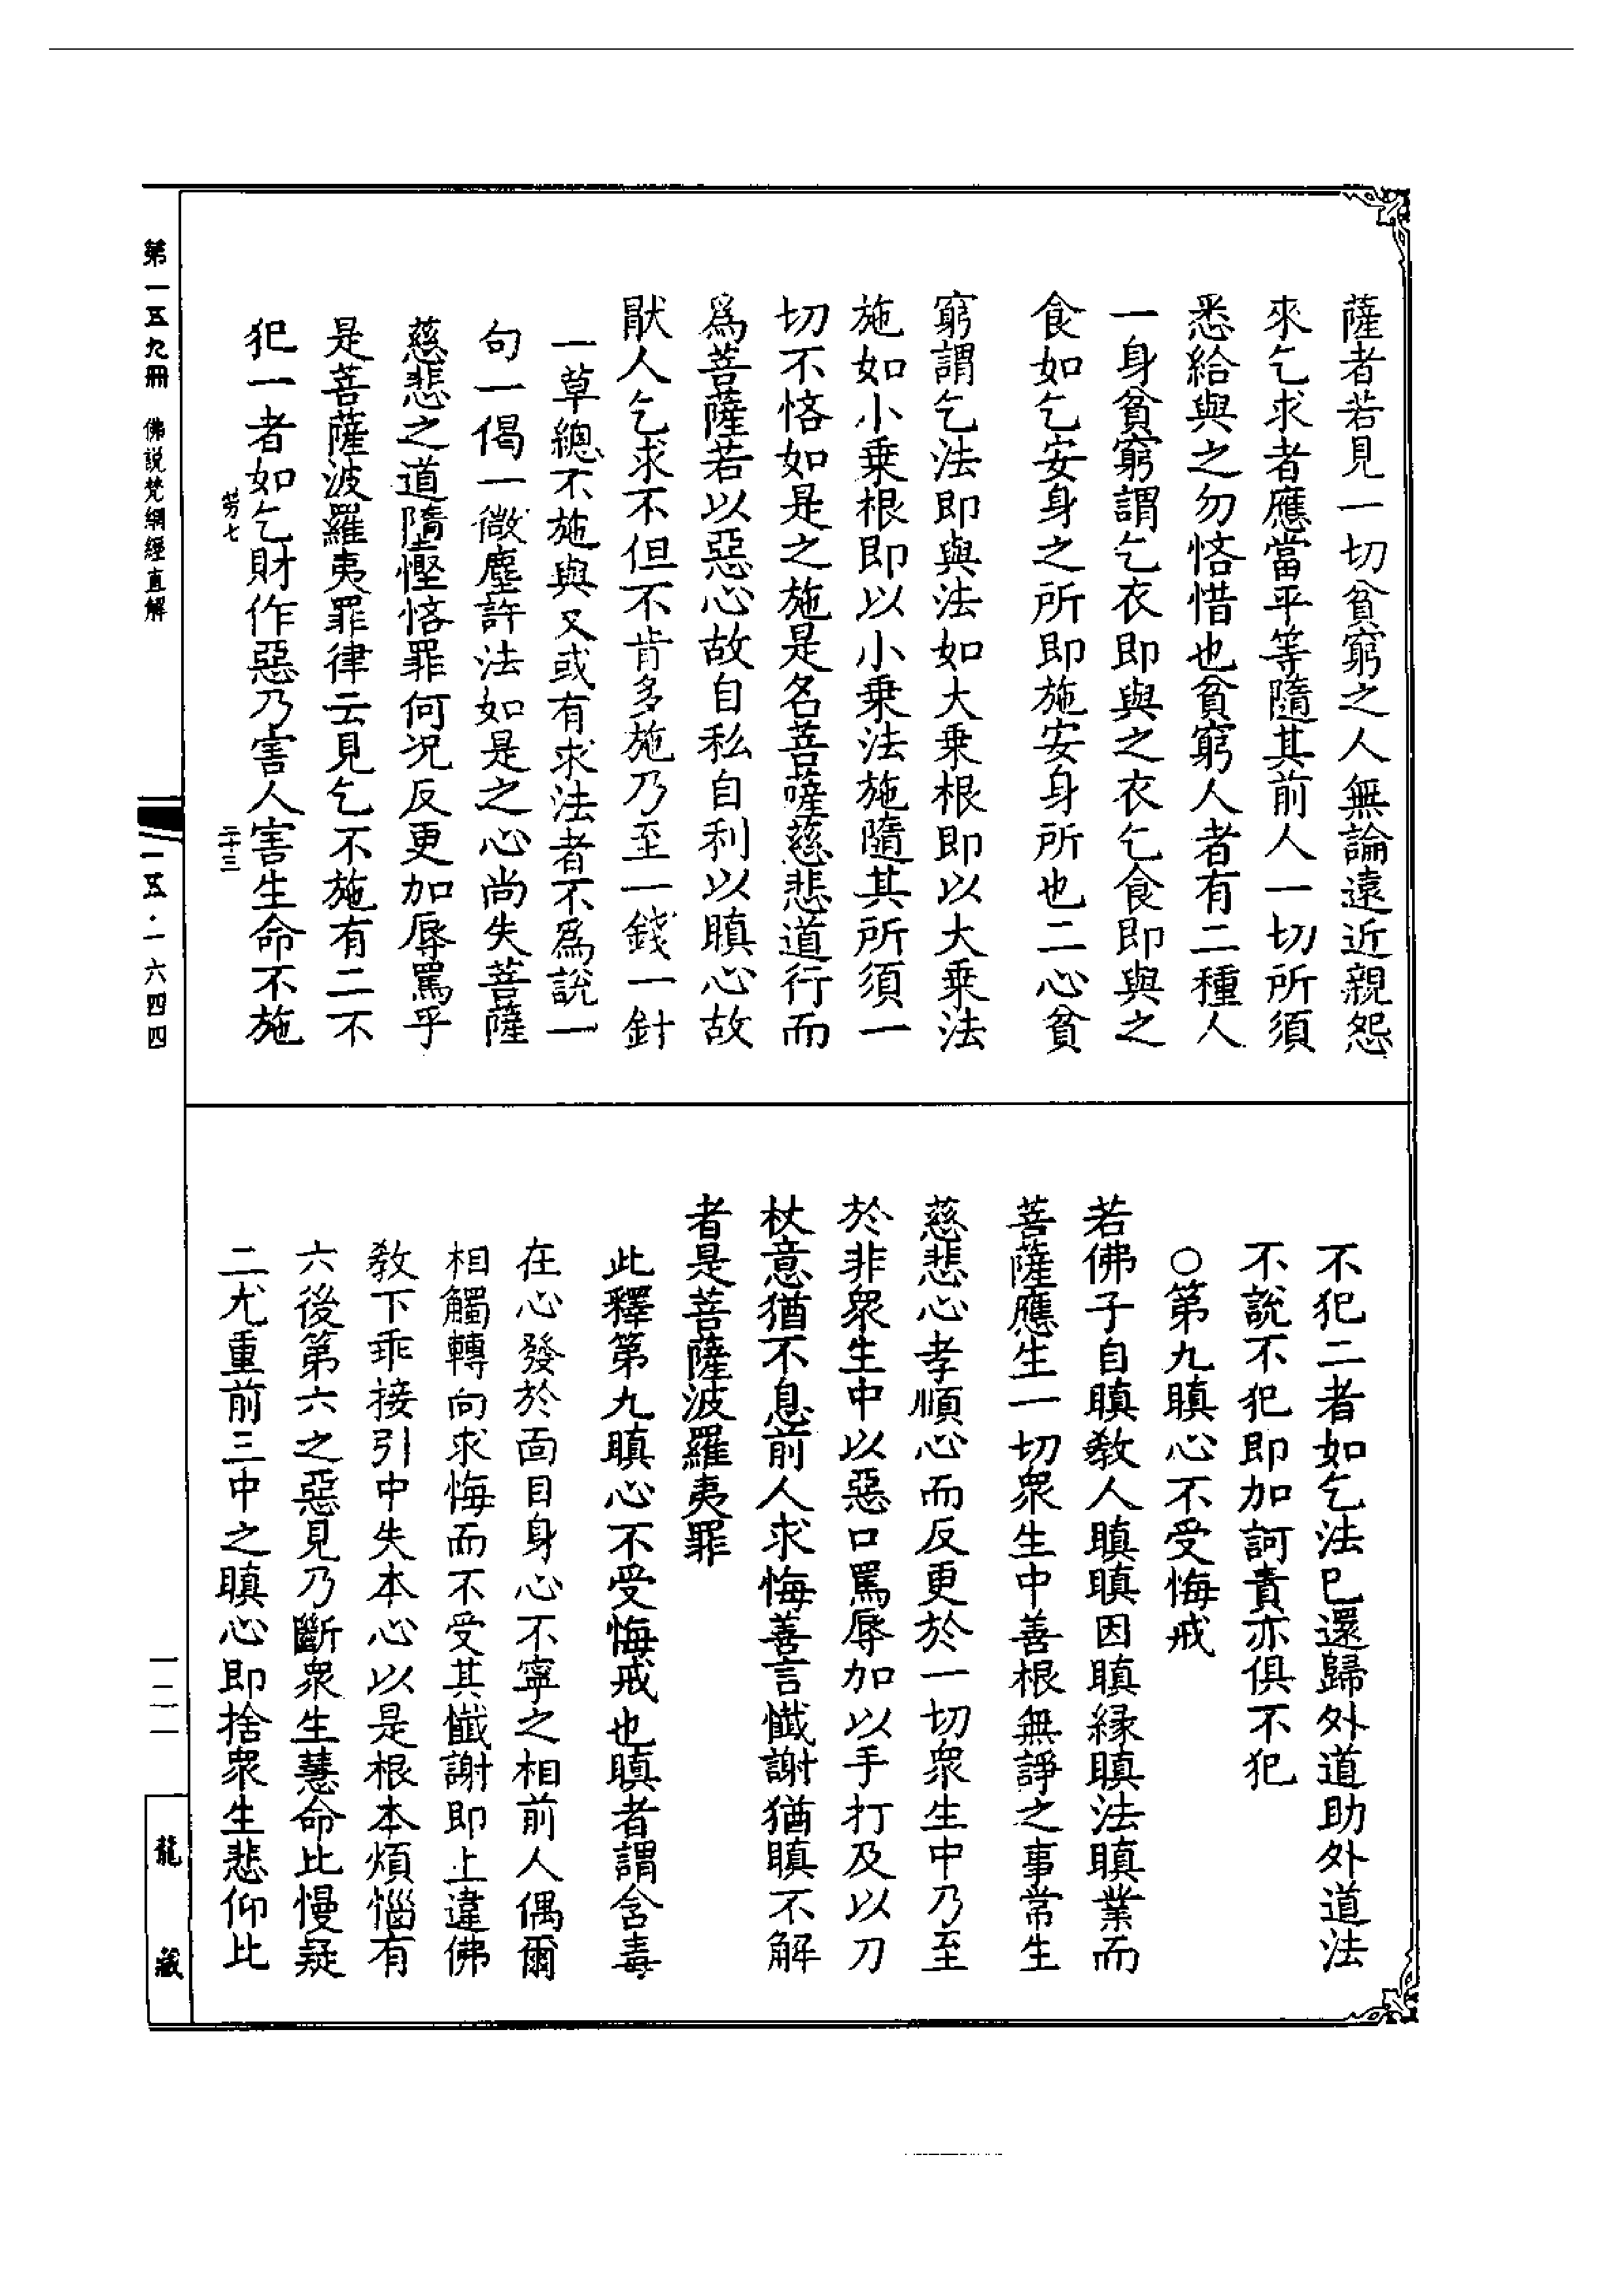 薩者若見一切貧窮之人無論遠近親怨
來乞求者應當平等隨其前人一切所須
悉給與之勿悋惜也貧窮人者有二種人
一身貧窮謂乞衣即與之衣乞食即與之
食如乞安身之所即施安身所也二心貧
窮謂乞法即與法如大乗根即以大乗法
施如小乗根即以小乗法施隨其所須一
切不悋如是之施是名菩薩慈悲道行而
爲菩薩若以惡心故自私自利以瞋心故
猒人乞求不但不肯多施乃至一錢一針
一草總不施與又或有求法者不爲說一
句一偈一微塵許法如是之心尚失菩薩
慈悲之道隋慳悋罪何況反更加辱罵乎
是菩薩波羅夷罪律云見乞不施有二不
犯一者如乞財作惡乃害人害生命不施
勞七
二十三
不犯二者如乞法已還歸外道助外道法
不說不犯即加訶責亦俱不犯
○第九瞋心不受悔戒
若佛子自瞋教人瞋瞋因瞋緣瞋法瞋業而
菩薩應生一切衆生中善根無諍之事常生
慈悲心孝順心而反更於一切衆生中乃至
於非衆生中以惡口罵辱加以手打及以刀
杖意猶不息前人求悔善言懺謝猶瞋不解
者是菩薩波羅夷罪
此釋第九瞋心不受悔戒也瞋者謂含毒
在心發於面目身心不寧之相前人偶爾
相觸轉向求悔而不受其懺謝即上違佛
教下乖接引中失本心以是根本煩惱有
六後第六之惡見乃斷衆生慧命比慢疑
二尤重前三中之瞋心即捨衆生悲仰比
第一五九冊 佛說梵網經直解
一五·一六四四
一二一
龍藏